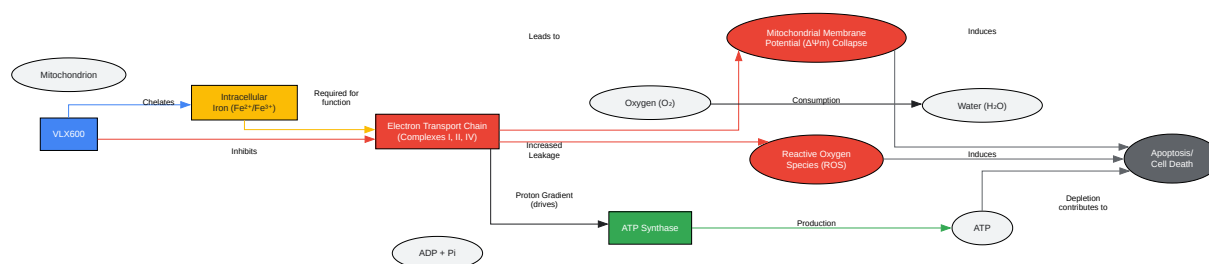 Mitochondrion
VLX600
Chelates
Intracellular
Iron (Fe²⁺/Fe³⁺)
Required for
function
Inhibits
Electron Transport Chain
(Complexes I, II, IV)
Leads to
Mitochondrial Membrane
Potential (ΔΨm) Collapse
Induces
Oxygen (O₂)
Consumption
Water (H₂O)
Increased
Leakage
Reactive Oxygen
Species (ROS)
Induces
Apoptosis/
Cell Death
Proton Gradient
(drives)
ATP Synthase
Production
ATP
Depletion
contributes to
ADP + Pi